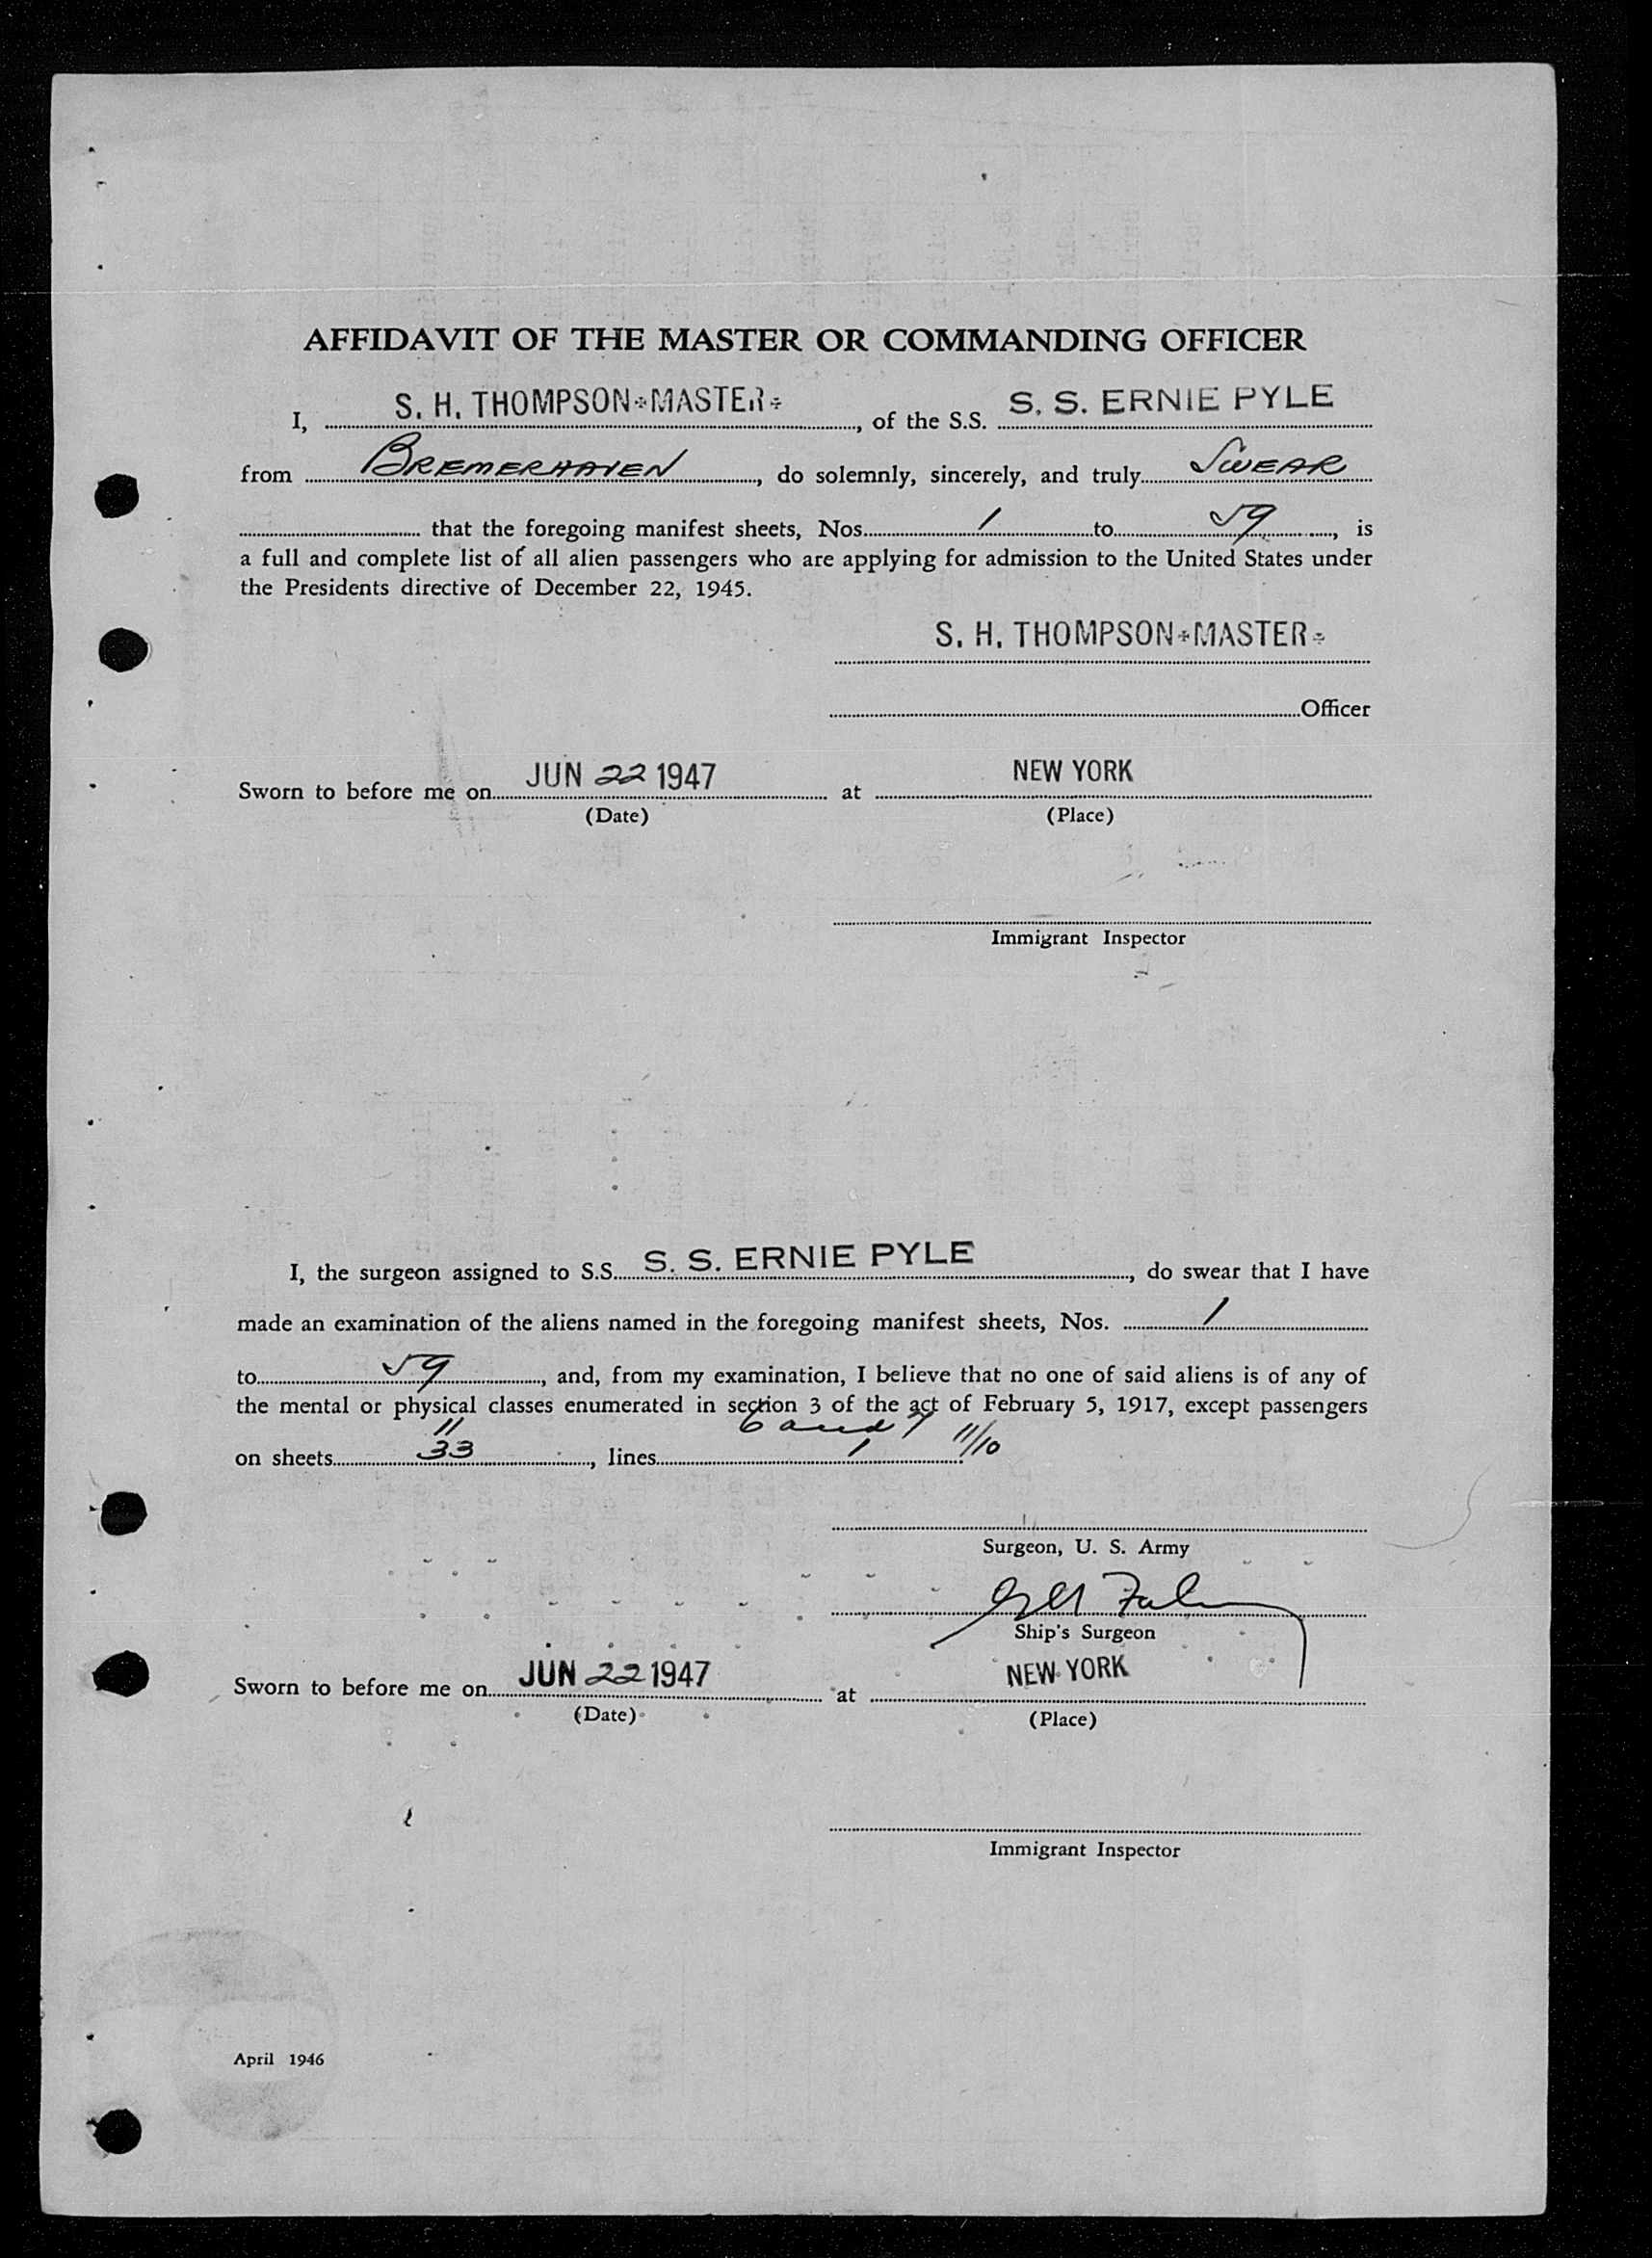 AFFIDAVIT OF THE MASTER OR COMMANDING OFFICER
I, S. H. THOMPSON÷MASTER÷, of the S.S. S. S. ERNIE PYLE
from BREMERHAVEN, do solemnly, sincerely, and truly SWEAR
that the foregoing manifest sheets, Nos. 1 to 59, is
a full and complete list of all alien passengers who are applying for admission to the United States under
the Presidents directive of December 22, 1945.
S. H. THOMPSON÷MASTER÷
Officer
Sworn to before me on JUN 22 1947 at NEW YORK
(Date) (Place)
Immigrant Inspector
I, the surgeon assigned to S.S. S. S. ERNIE PYLE, do swear that I have
made an examination of the aliens named in the foregoing manifest sheets, Nos. 1
to 59, and, from my examination, I believe that no one of said aliens is of any of
the mental or physical classes enumerated in section 3 of the act of February 5, 1917, except passengers
11 6 and 7
on sheets 33, lines 1. 11/10
Surgeon, U. S. Army
Ship's Surgeon
Sworn to before me on JUN 22 1947 at NEW YORK
(Date) (Place)
Immigrant Inspector
April 1946